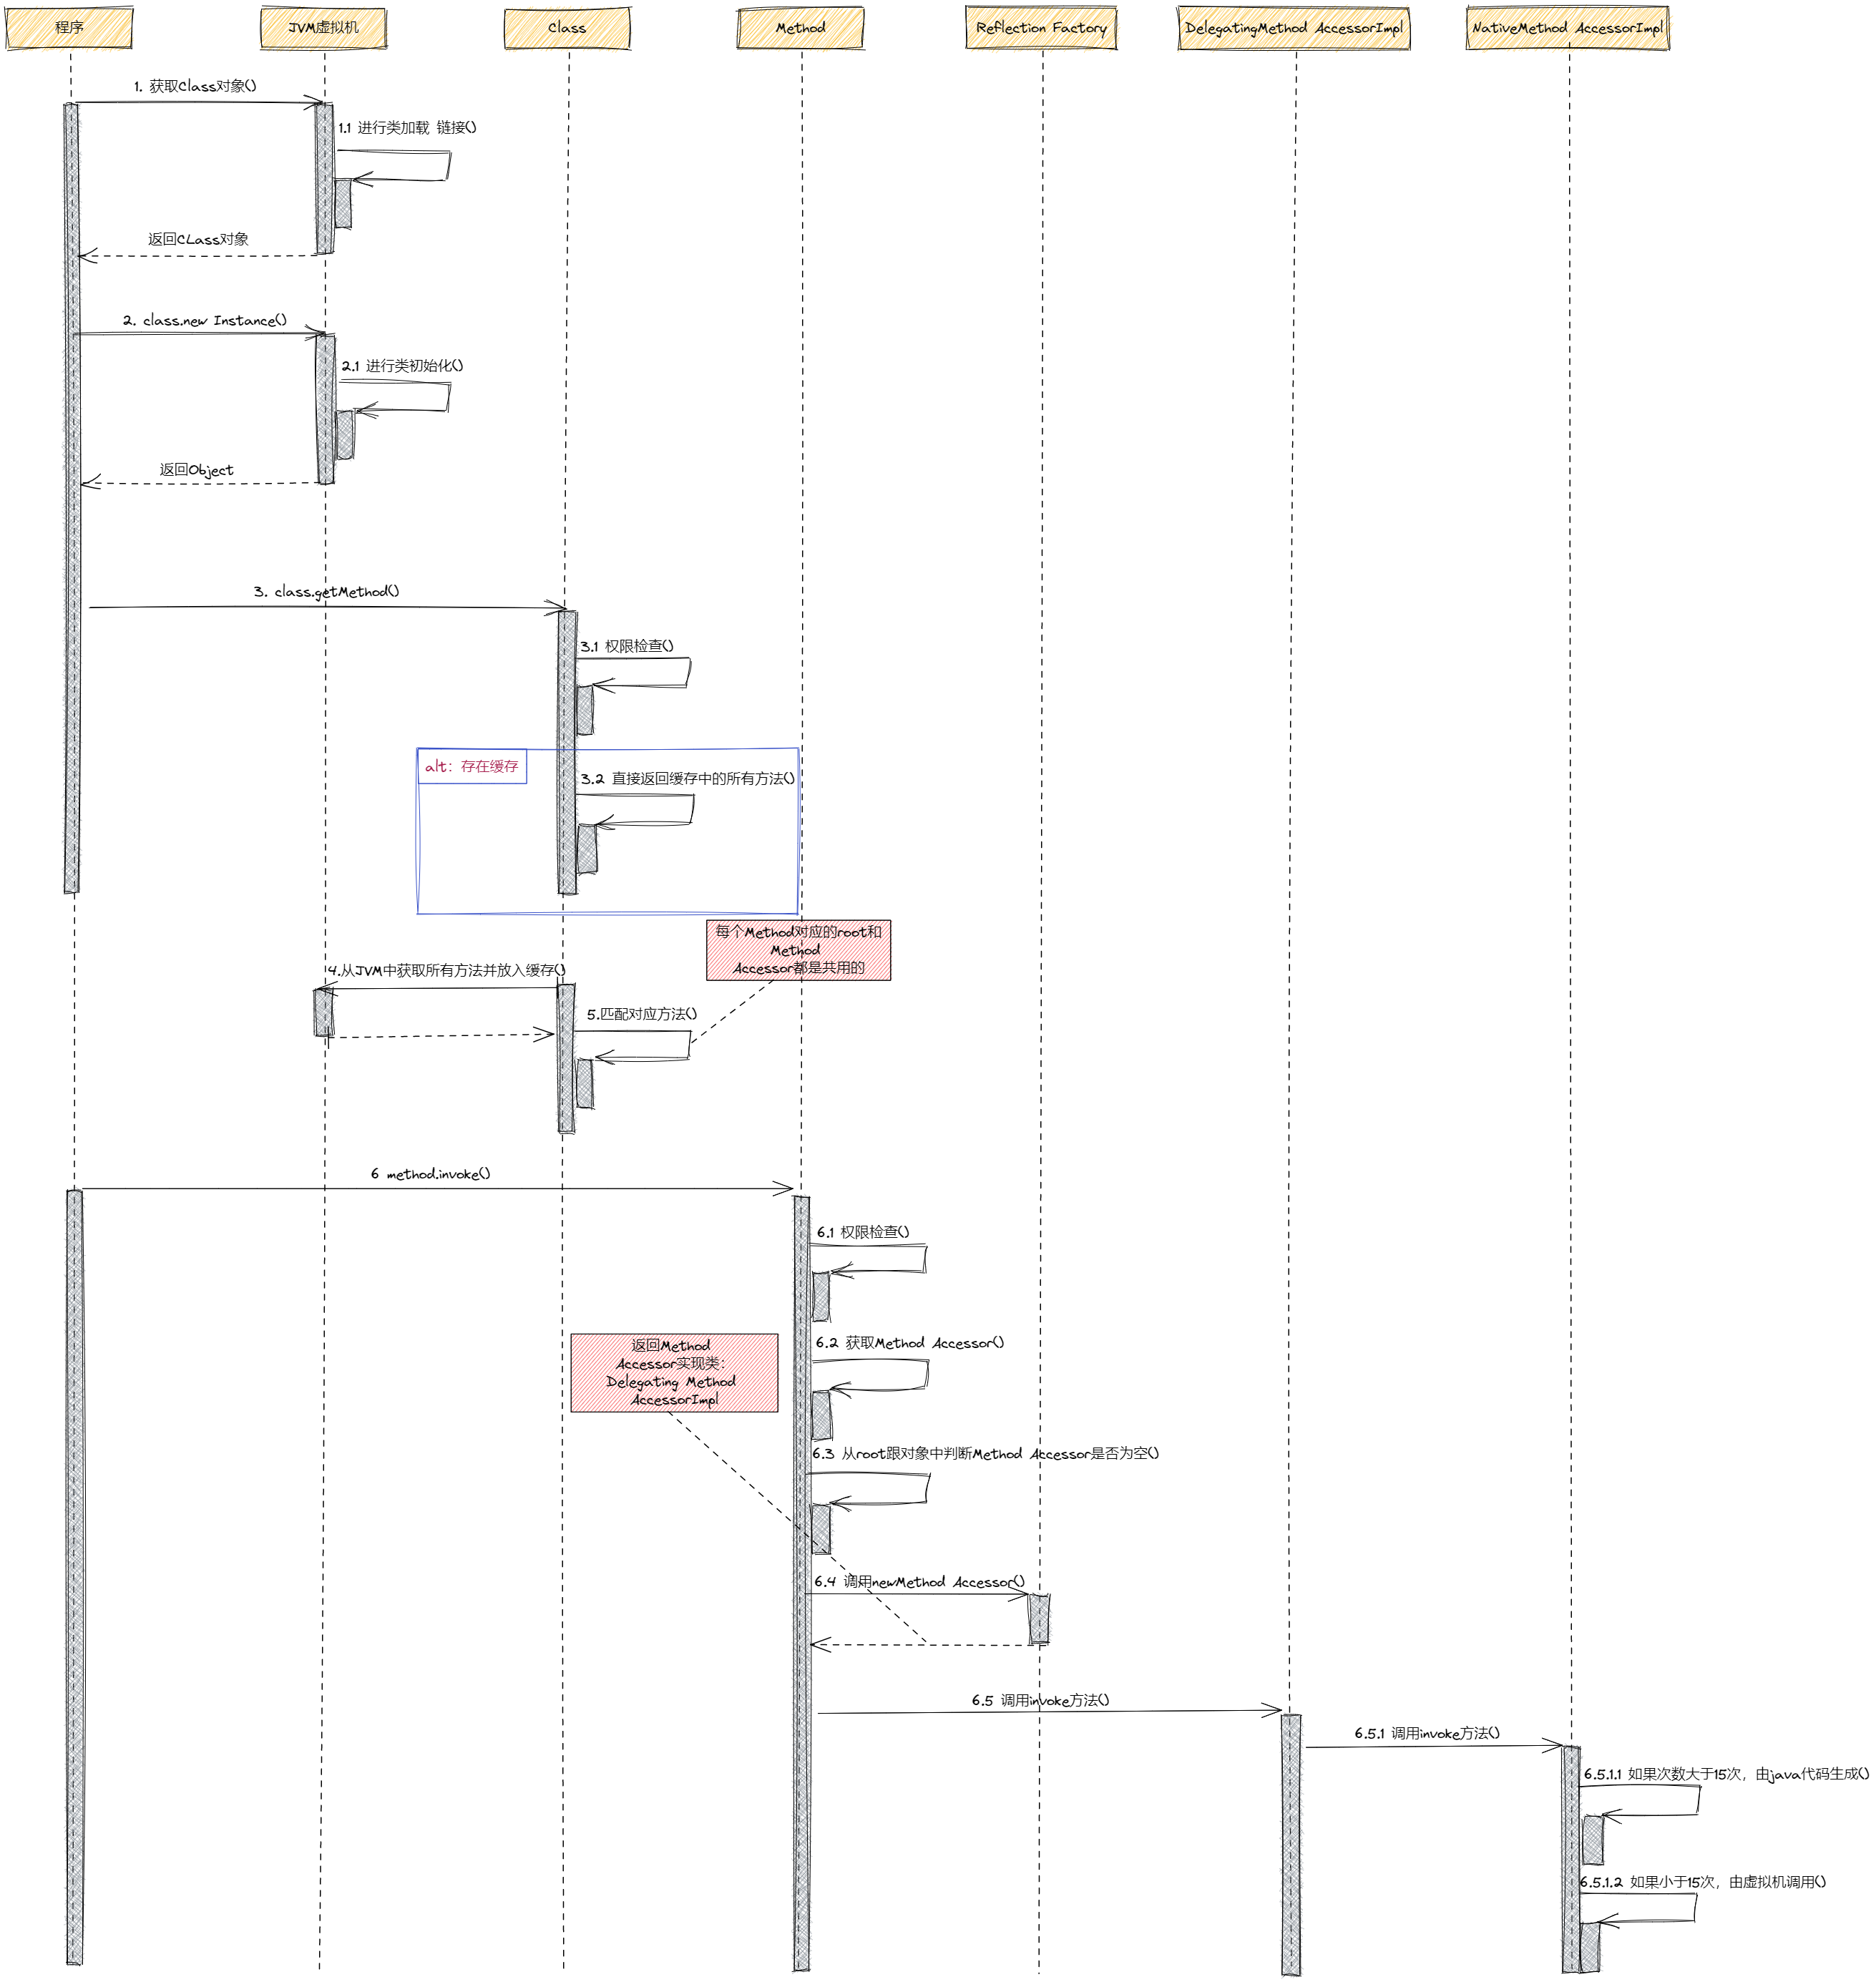 程序
JVM虚拟机
Class
Method
Reflection Factory
DelegatingMethod AccessorImpl
NativeMethod AccessorImpl
1. 获取Class对象()
1.1 进行类加载 链接()
返回CLass对象
2. class.new Instance()
2.1 进行类初始化()
返回Object
3. class.getMethod()
3.1 权限检查()
alt：存在缓存
3.2 直接返回缓存中的所有方法()
每个Method对应的root和
Method
Accessor都是共用的
4.从JVM中获取所有方法并放入缓存()
5.匹配对应方法()
6 method.invoke()
6.1 权限检查()
返回Method
Accessor实现类：
Delegating Method
AccessorImpl
6.2 获取Method Accessor()
6.3 从root跟对象中判断Method Accessor是否为空()
6.4 调用newMethod Accessor()
6.5 调用invoke方法()
6.5.1 调用invoke方法()
6.5.1.1 如果次数大于15次，由java代码生成()
6.5.1.2 如果小于15次，由虚拟机调用()